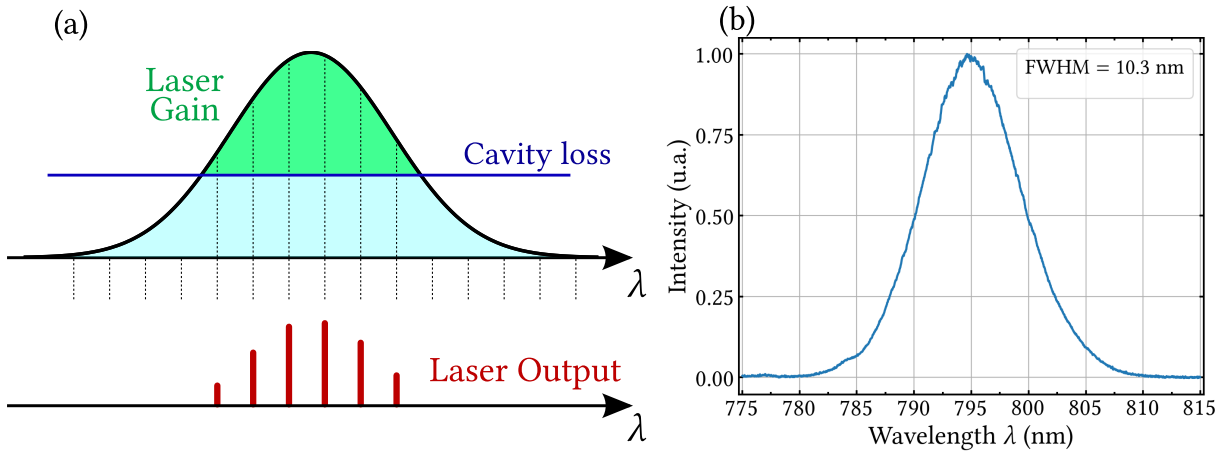 (a)
Laser
Gain
Cavity loss
λ
Laser Output
λ
(b)
FWHM = 10.3 nm
Intensity (u.a.)
1.00
0.75
0.50
0.25
0.00
775 780 785 790 795 800 805 810 815
Wavelength λ (nm)